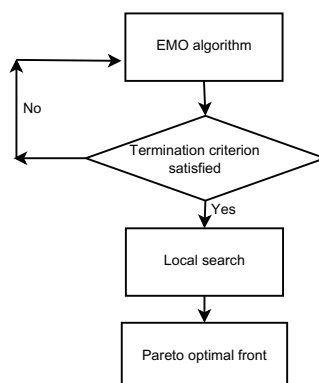 EMO algorithm
No
Termination criterion
satisfied
Yes
Local search
Pareto optimal front